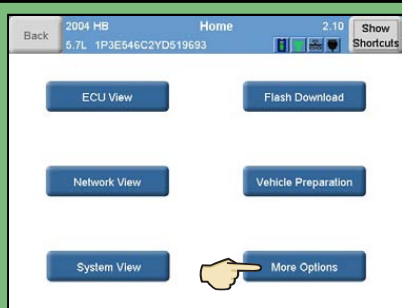 Back
2004 HB Home 2.10
5.7L 1P3E546C2YD519693
Show
Shortcuts
ECU View
Flash Download
Network View
Vehicle Preparation
System View
More Options